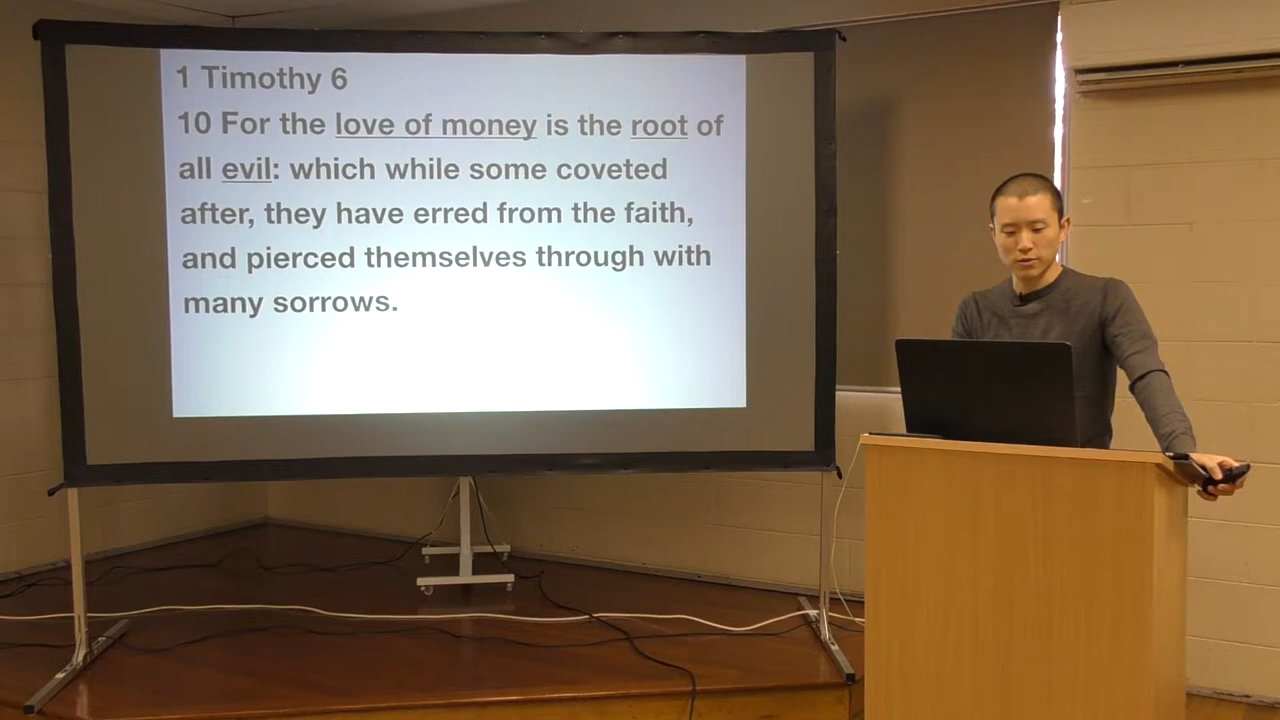 1 Timothy 6
10 For the love of money is the root of
all evil: which while some coveted
after, they have erred from the faith,
and pierced themselves through with
many sorrows.